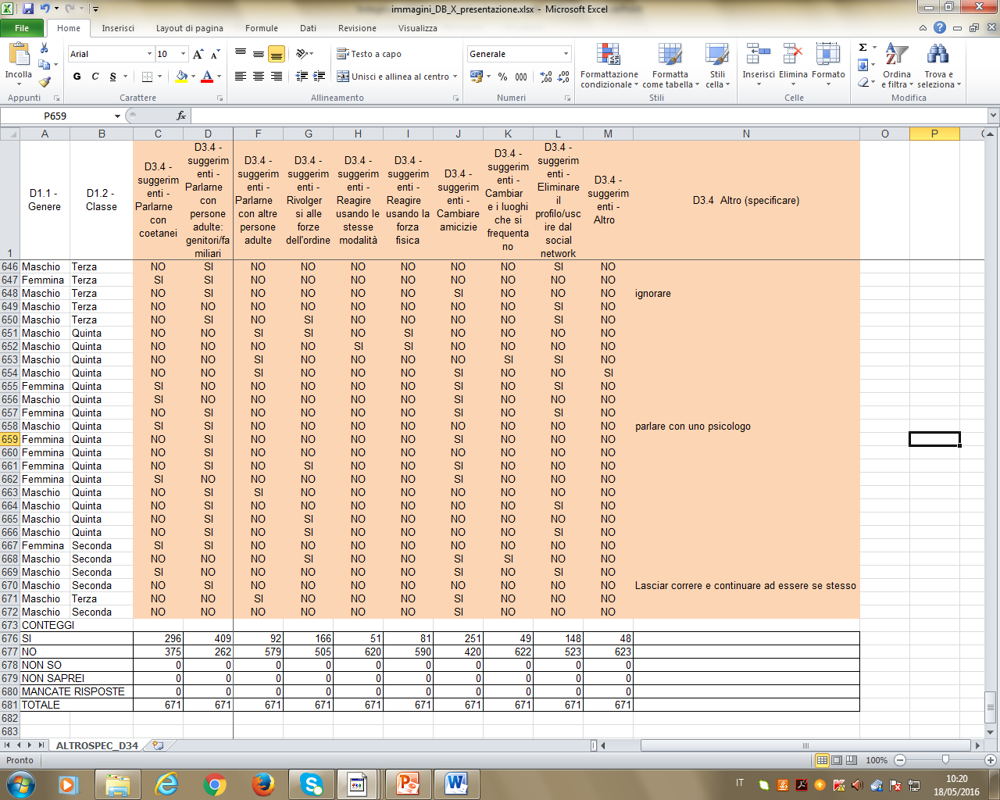 immagini_DB_X_presentazione.xlsx - Microsoft Excel
File Home Inserisci Layout di pagina Formule Dati Revisione Visualizza
Incolla
Arial 10
G C S
Testo a capo
Unisci e allinea al centro
Generale
% 000
Formattazione condizionale
Formatta come tabella
Stili cella
Inserisci Elimina Formato
Ordina e filtra
Trova e seleziona
Appunti Carattere Allineamento Numeri Stili Celle Modifica
P659 fx
A B C D F G H I J K L M N O P
1 D1.1 - Genere D1.2 - Classe D3.4 - suggerimenti - Parlarne con coetanei D3.4 - suggerimenti - Parlarne con persone adulte: genitori/familiari D3.4 - suggerimenti - Parlarne con altre persone adulte D3.4 - suggerimenti - Rivolgersi alle forze dell'ordine D3.4 - suggerimenti - Reagire usando le stesse modalità D3.4 - suggerimenti - Reagire usando la forza fisica D3.4 - suggerimenti - Cambiare amicizie D3.4 - suggerimenti - Cambiare i luoghi che si frequentano D3.4 - suggerimenti - Eliminare il profilo/uscire dal social network D3.4 - suggerimenti - Altro D3.4 Altro (specificare)
646 Maschio Terza NO SI NO NO NO NO NO NO SI NO
647 Femmina Terza SI SI NO NO NO NO NO NO NO NO
648 Maschio Terza NO SI NO NO NO NO SI NO NO NO ignorare
649 Maschio Terza NO NO NO NO NO NO NO NO SI NO
650 Maschio Terza NO SI NO SI NO NO NO NO SI NO
651 Maschio Quinta NO NO SI SI NO SI NO NO NO NO
652 Maschio Quinta NO NO NO NO SI SI NO NO NO NO
653 Maschio Quinta NO NO SI NO NO NO NO SI SI NO
654 Maschio Quinta NO NO SI NO NO NO SI NO NO SI
655 Femmina Quinta SI NO NO NO NO NO SI NO SI NO
656 Maschio Quinta NO SI NO NO NO NO SI NO NO NO
657 Femmina Quinta NO SI NO NO NO NO SI NO SI NO
658 Maschio Quinta SI SI NO NO NO NO NO NO NO NO parlare con uno psicologo
659 Femmina Quinta NO SI NO NO NO NO SI NO NO NO
660 Femmina Quinta NO SI NO NO NO NO NO NO NO NO
661 Femmina Quinta NO SI NO SI NO NO SI NO NO NO
662 Femmina Quinta SI NO NO NO NO NO SI NO NO NO
663 Maschio Quinta NO SI SI NO NO NO NO NO NO NO
664 Maschio Quinta NO SI NO NO NO NO NO NO SI NO
665 Maschio Quinta NO SI NO SI NO NO NO NO NO NO
666 Maschio Quinta NO SI NO SI NO NO NO NO SI NO
667 Femmina Seconda SI SI NO NO NO NO NO NO NO NO
668 Maschio Seconda NO NO NO SI NO NO SI SI NO NO
669 Maschio Seconda SI NO NO NO NO NO SI NO SI NO
670 Maschio Seconda NO SI NO NO NO NO NO NO NO NO Lasciar correre e continuare ad essere se stesso
671 Maschio Terza NO NO SI NO NO NO NO NO NO NO
672 Maschio Seconda NO NO NO NO NO NO SI NO NO NO
673 CONTEGGI
676 SI 296 409 92 166 51 81 251 49 148 48
677 NO 375 262 579 505 620 590 420 622 523 623
678 NON SO 0 0 0 0 0 0 0 0 0 0
679 NON SAPREI 0 0 0 0 0 0 0 0 0 0
680 MANCATE RISPOSTE 0 0 0 0 0 0 0 0 0 0
681 TOTALE 671 671 671 671 671 671 671 671 671 671
682
683
ALTROSPEC_D34
Pronto 100%
IT 10:20
18/05/2016